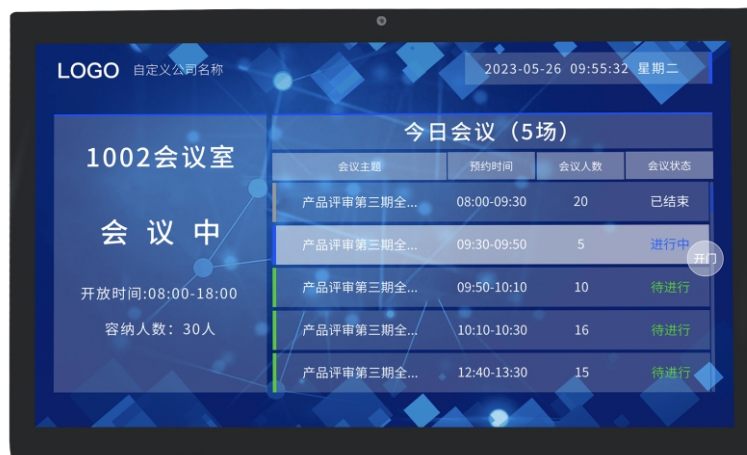 LOGO 自定义公司名称
2023-05-26 09:55:32 星期二
1002会议室
会议中
开放时间:08:00-18:00
容纳人数：30人
今日会议（5场）
会议主题 预约时间 会议人数 会议状态
产品评审第三期全... 08:00-09:30 20 已结束
产品评审第三期全... 09:30-09:50 5 进行中
开门
产品评审第三期全... 09:50-10:10 10 待进行
产品评审第三期全... 10:10-10:30 16 待进行
产品评审第三期全... 12:40-13:30 15 待进行